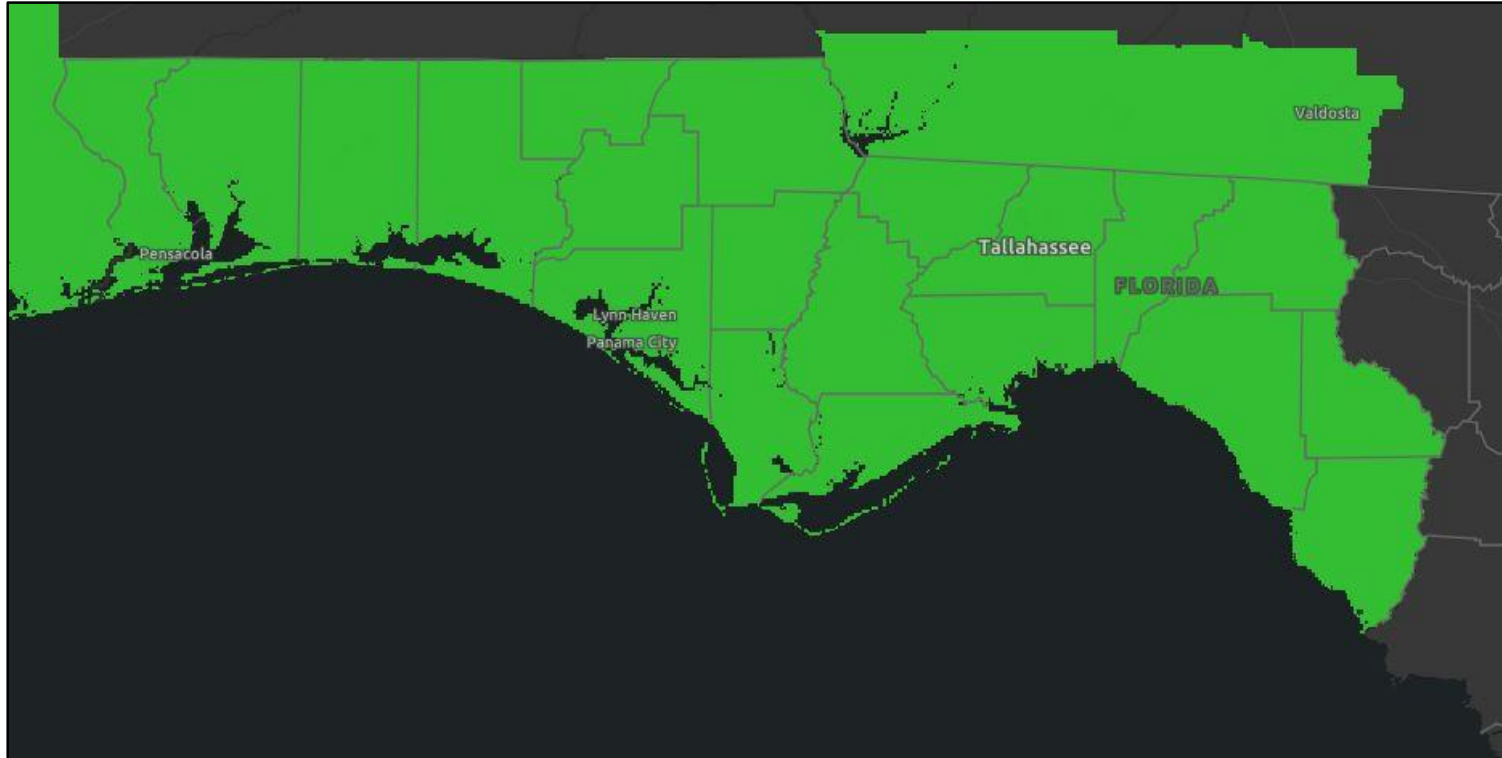 Valdosta
Tallahassee
Pensacola
FLORIDA
Lynn Haven
Panama City